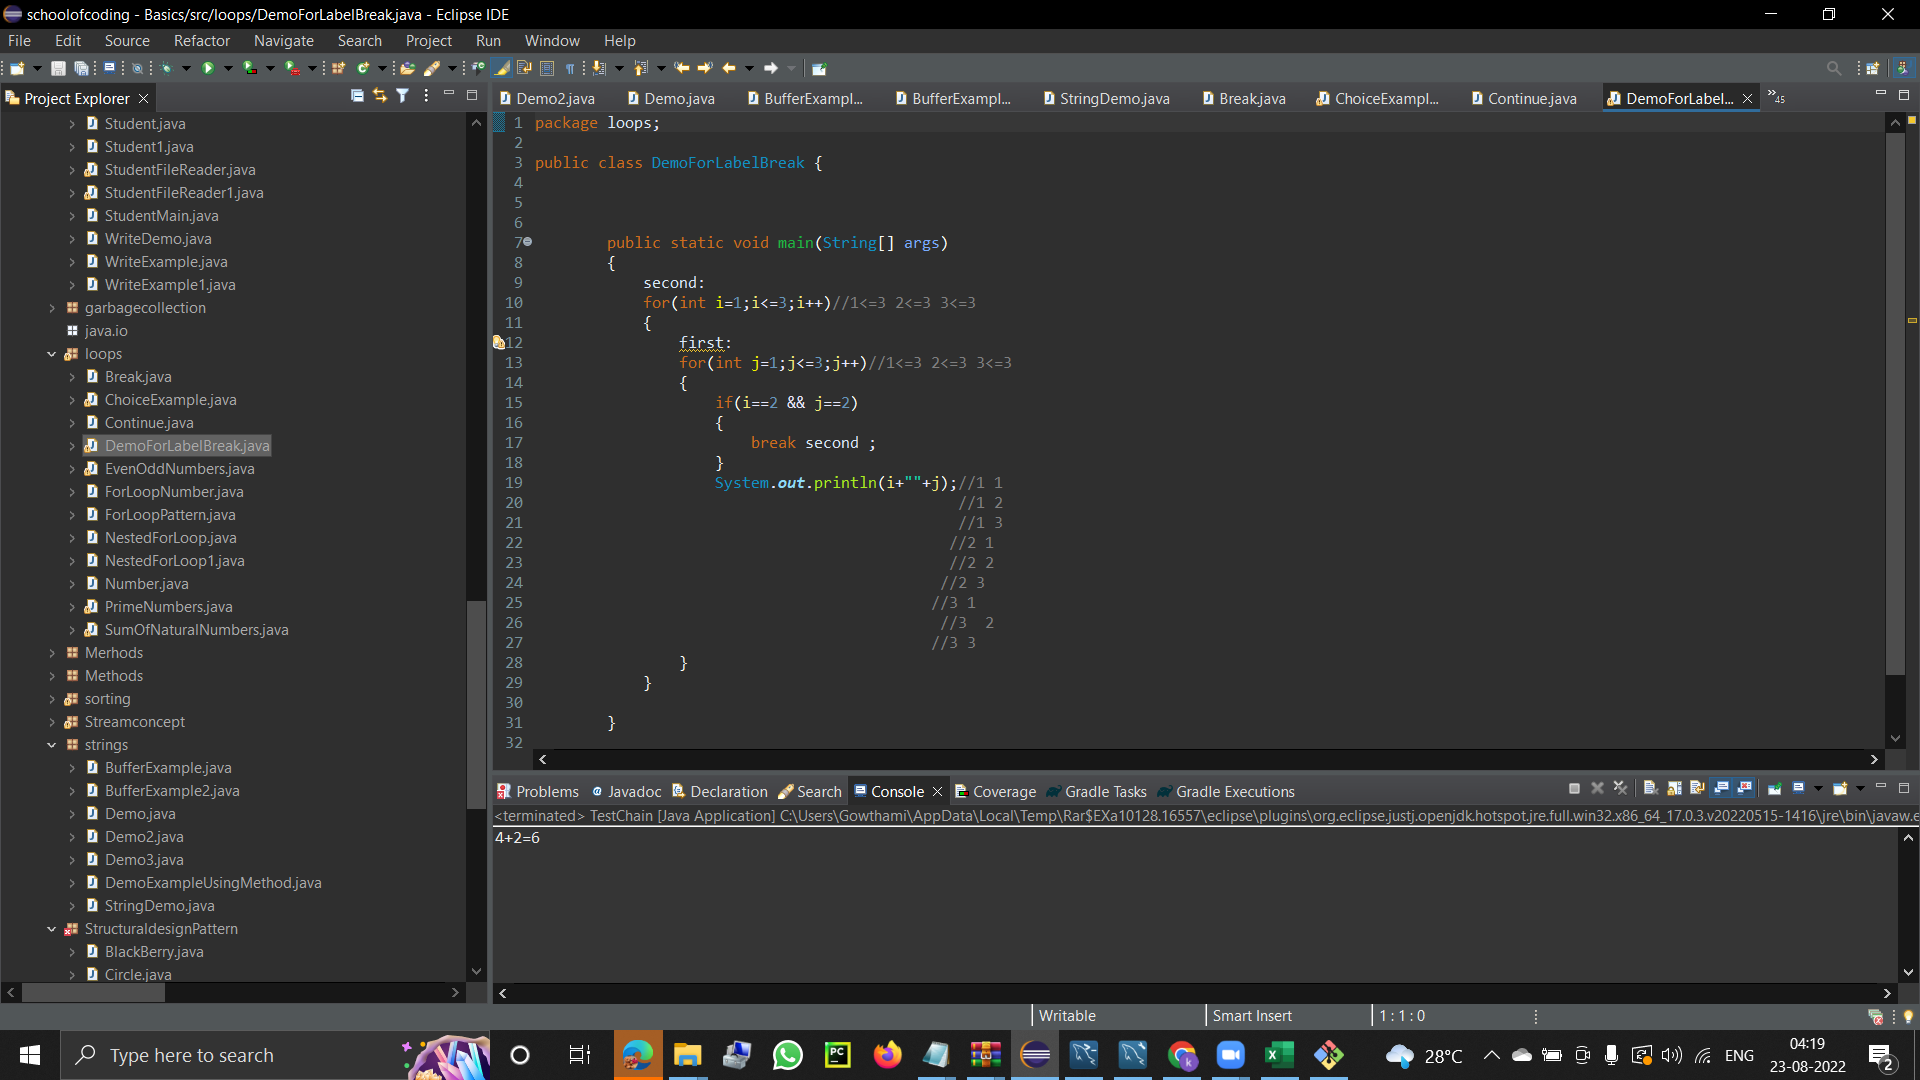 schoolofcoding - Basics/src/loops/DemoForLabelBreak.java - Eclipse IDE
File Edit Source Refactor Navigate Search Project Run Window Help
Project Explorer
Demo2.java Demo.java BufferExampl... BufferExampl... StringDemo.java Break.java ChoiceExampl... Continue.java DemoForLabel... »45
Student.java
Student1.java
StudentFileReader.java
StudentFileReader1.java
StudentMain.java
WriteDemo.java
WriteExample.java
WriteExample1.java
garbagecollection
java.io
loops
Break.java
ChoiceExample.java
Continue.java
DemoForLabelBreak.java
EvenOddNumbers.java
ForLoopNumber.java
ForLoopPattern.java
NestedForLoop.java
NestedForLoop1.java
Number.java
PrimeNumbers.java
SumOfNaturalNumbers.java
Merhods
Methods
sorting
Streamconcept
strings
BufferExample.java
BufferExample2.java
Demo.java
Demo2.java
Demo3.java
DemoExampleUsingMethod.java
StringDemo.java
StructuraldesignPattern
BlackBerry.java
Circle.java
1 package loops;
2
3 public class DemoForLabelBreak {
4
5
6
7 public static void main(String[] args)
8 {
9 second:
10 for(int i=1;i<=3;i++)//1<=3 2<=3 3<=3
11 {
12 first:
13 for(int j=1;j<=3;j++)//1<=3 2<=3 3<=3
14 {
15 if(i==2 && j==2)
16 {
17 break second ;
18 }
19 System.out.println(i+""+j);//1 1
20 //1 2
21 //1 3
22 //2 1
23 //2 2
24 //2 3
25 //3 1
26 //3  2
27 //3 3
28 }
29 }
30
31 }
32
Problems Javadoc Declaration Search Console Coverage Gradle Tasks Gradle Executions
<terminated> TestChain [Java Application] C:\Users\Gowthami\AppData\Local\Temp\Rar$EXa10128.16557\eclipse\plugins\org.eclipse.justj.openjdk.hotspot.jre.full.win32.x86_64_17.0.3.v20220515-1416\jre\bin\javaw.e
4+2=6
Writable Smart Insert 1 : 1 : 0
Type here to search
28°C ENG
04:19
23-08-2022
2